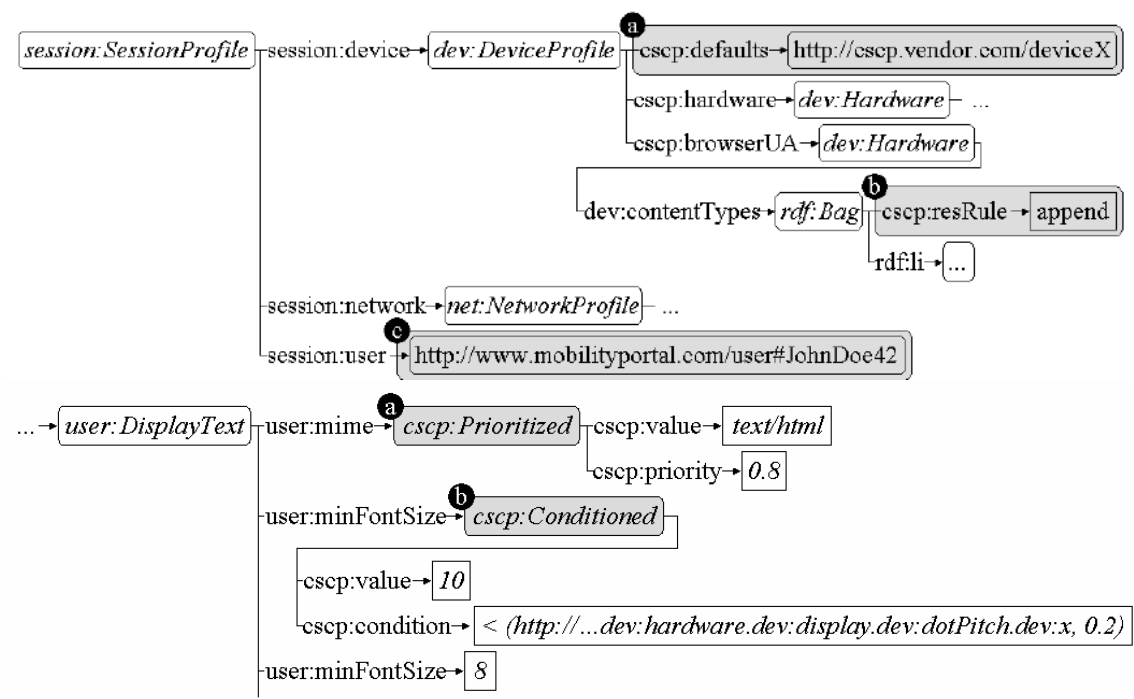 a
session:SessionProfile session:device dev:DeviceProfile cscp:defaults http://cscp.vendor.com/deviceX
cscp:hardware dev:Hardware ...
cscp:browserUA dev:Hardware
b
dev:contentTypes rdf:Bag cscp:resRule append
rdf:li ...
session:network net:NetworkProfile ...
c
session:user http://www.mobilityportal.com/user#JohnDoe42
a
... user:DisplayText user:mime cscp:Prioritized cscp:value text/html
cscp:priority 0.8
b
user:minFontSize cscp:Conditioned
cscp:value 10
cscp:condition < (http://...dev:hardware.dev:display.dev:dotPitch.dev:x, 0.2)
user:minFontSize 8